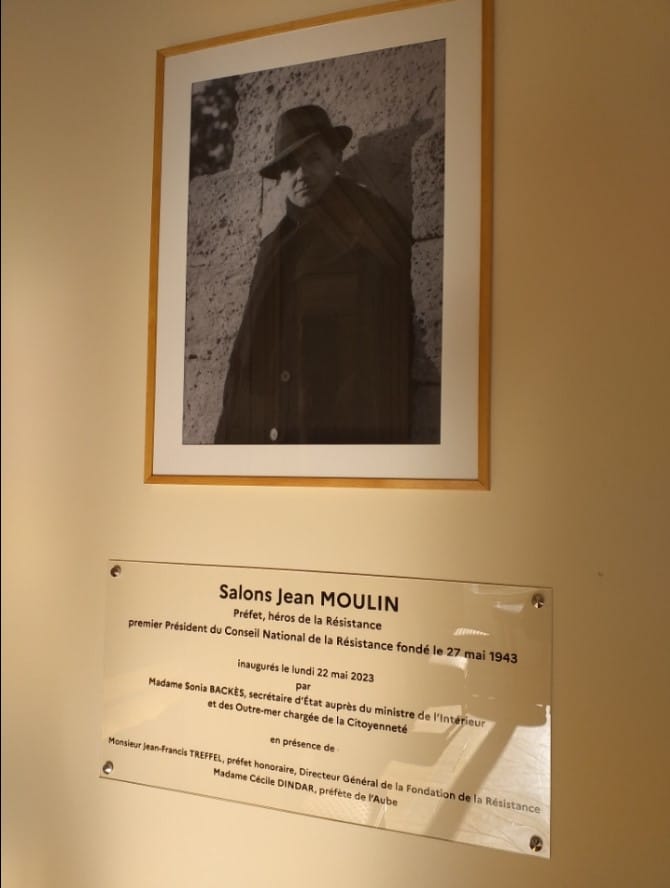 Salons Jean MOULIN
Préfet, héros de la Résistance
premier Président du Conseil National de la Résistance fondé le 27 mai 1943
inaugurés le lundi 22 mai 2023
par
Madame Sonia BACKÈS, secrétaire d'État auprès du ministre de l'Intérieur
et des Outre-mer chargée de la Citoyenneté
en présence de
Monsieur Jean-Francis TREFFEL, préfet honoraire, Directeur Général de la Fondation de la Résistance
Madame Cécile DINDAR, préfète de l'Aube